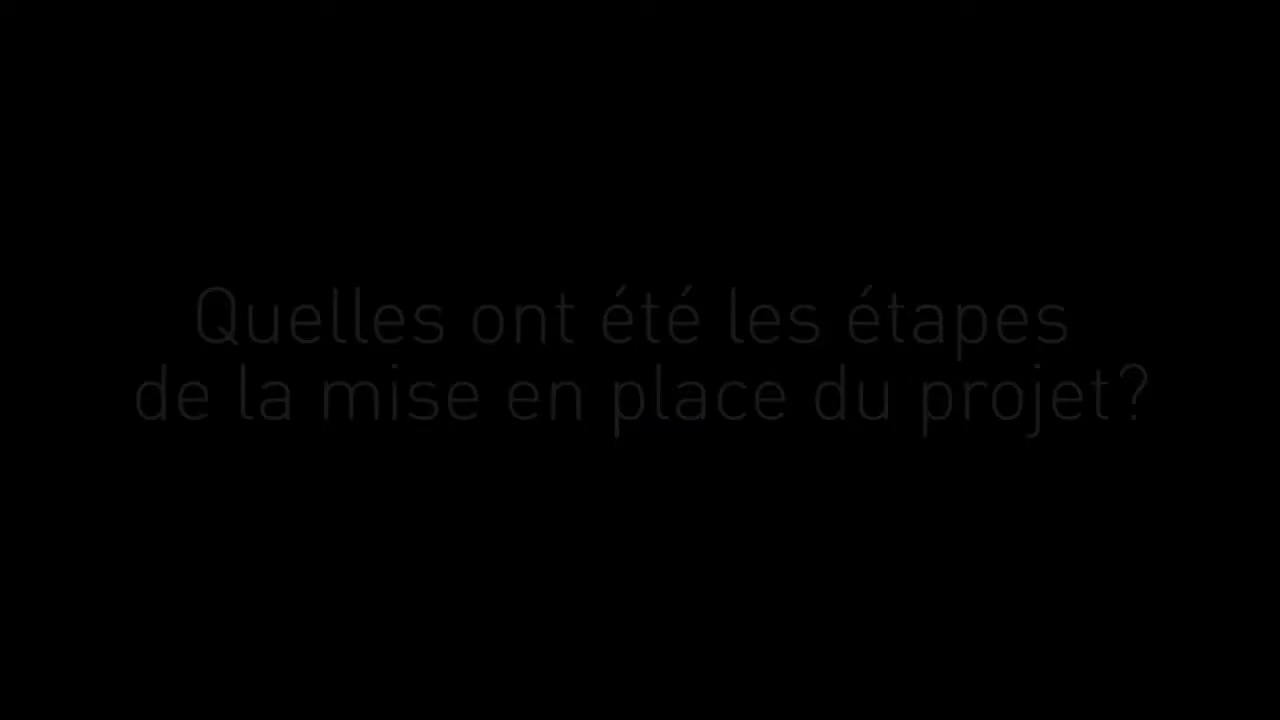 Quelles ont été les étapes
de la mise en place du projet?